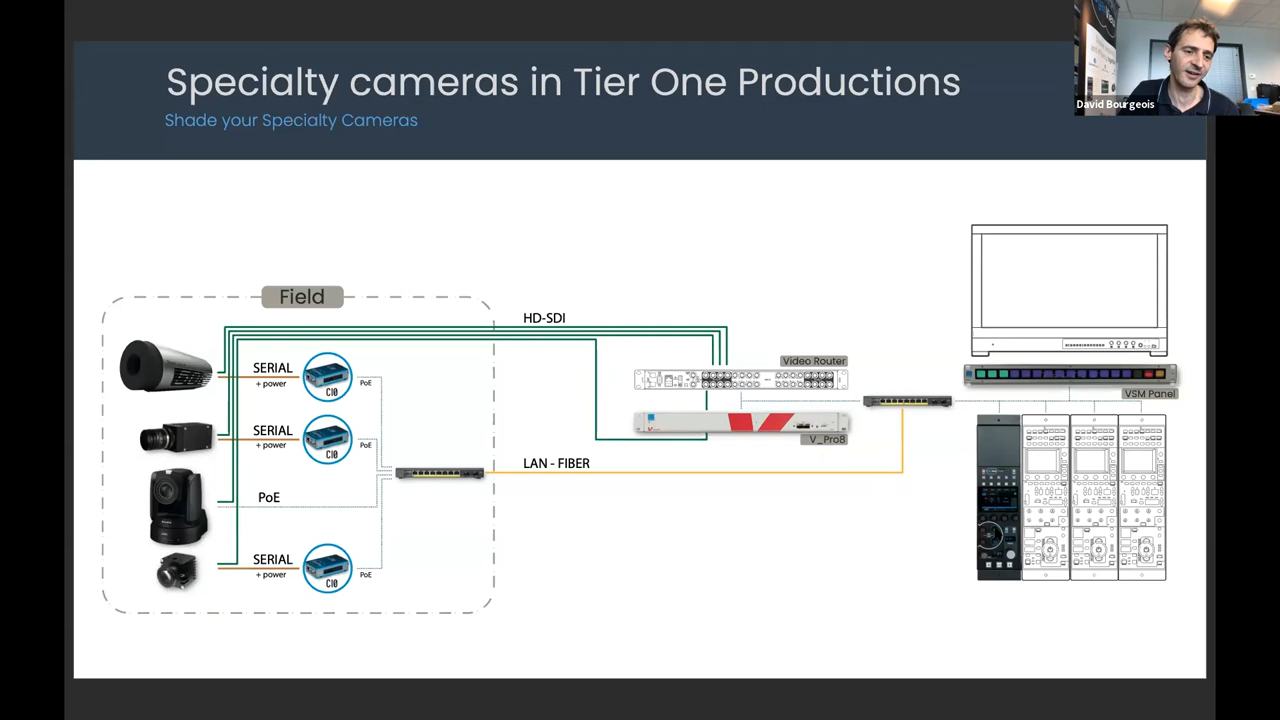 Specialty cameras in Tier One Productions
Shade your Specialty Cameras
David Bourgeois
Field
HD-SDI
SERIAL
+ power
CI0
PoE
Video Router
VSM Panel
SERIAL
+ power
CI0
PoE
V_Pro8
LAN - FIBER
PoE
SERIAL
+ power
CI0
PoE